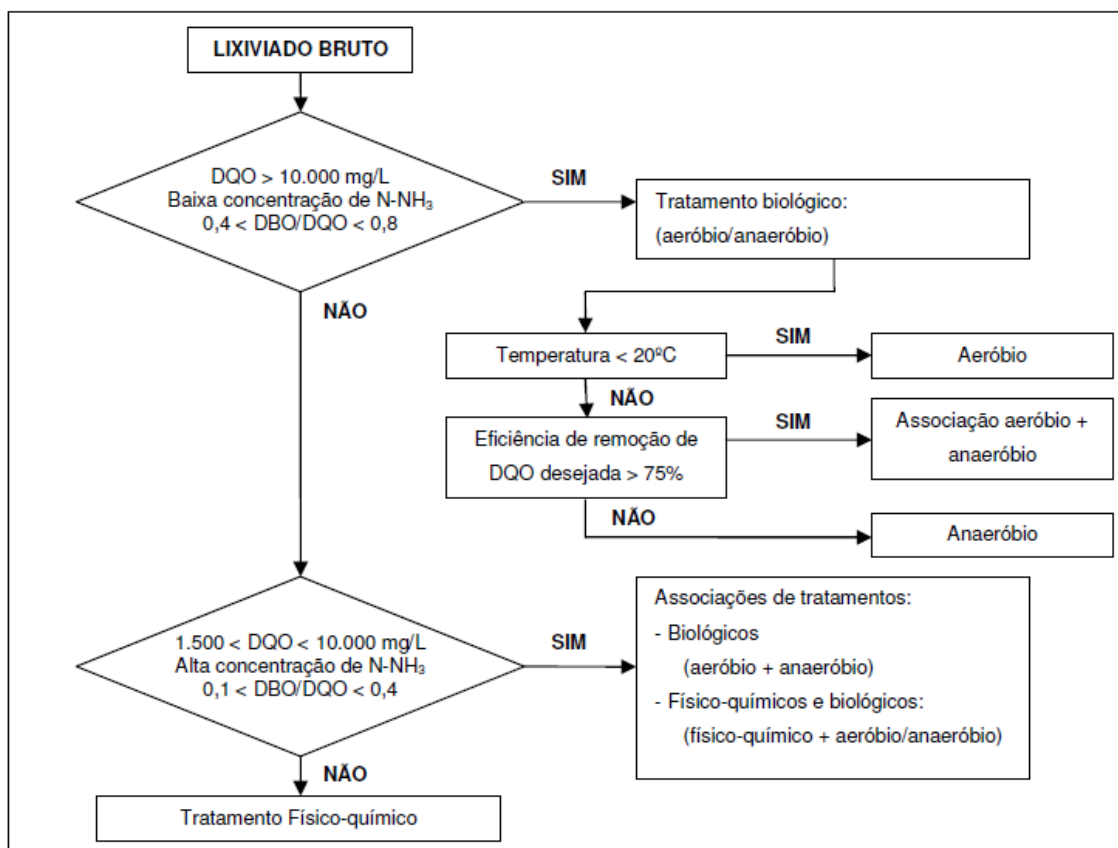 LIXIVIADO BRUTO
DQO > 10.000 mg/L
Baixa concentração de N-NH₃
0,4 < DBO/DQO < 0,8
SIM
Tratamento biológico:
(aeróbio/anaeróbio)
NÃO
Temperatura < 20ºC
SIM
Aeróbio
NÃO
Eficiência de remoção de
DQO desejada > 75%
SIM
Associação aeróbio +
anaeróbio
NÃO
Anaeróbio
1.500 < DQO < 10.000 mg/L
Alta concentração de N-NH₃
0,1 < DBO/DQO < 0,4
SIM
Associações de tratamentos:
- Biológicos
(aeróbio + anaeróbio)
- Físico-químicos e biológicos:
(físico-químico + aeróbio/anaeróbio)
NÃO
Tratamento Físico-químico